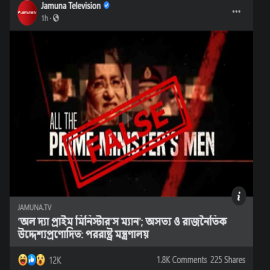 Jamuna Television
1h ·
ALL THE
PRIME MINISTER'S MEN
FALSE
JAMUNA.TV
'অল দ্যা প্রাইম মিনিস্টার'স ম্যান'; অসত্য ও রাজনৈতিক
উদ্দেশ্যপ্রণোদিত: পররাষ্ট্র মন্ত্রণালয়
12K
1.8K Comments 225 Shares